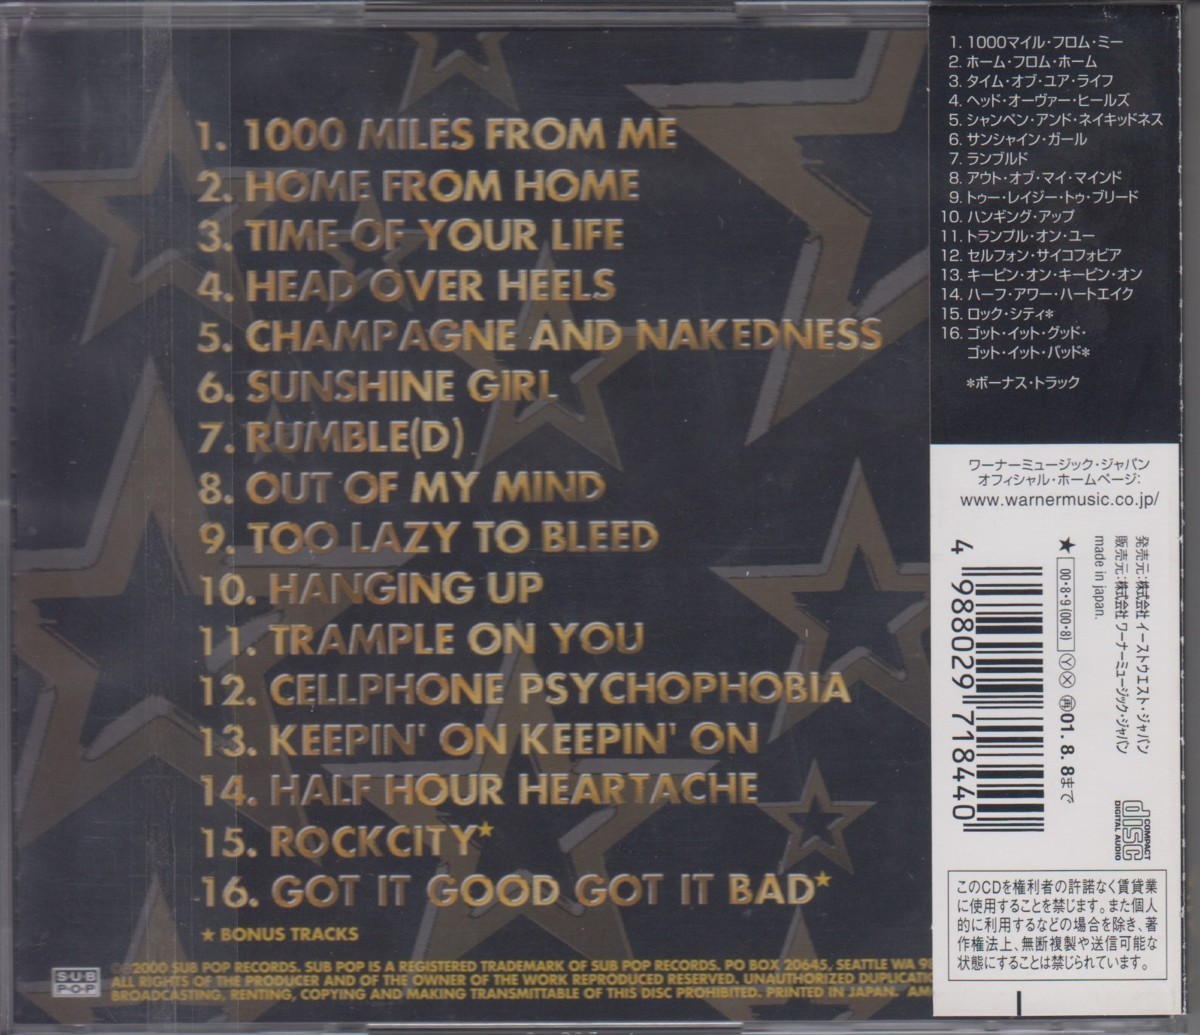 1. 1000 MILES FROM ME
2. HOME FROM HOME
3. TIME OF YOUR LIFE
4. HEAD OVER HEELS
5. CHAMPAGNE AND NAKEDNESS
6. SUNSHINE GIRL
7. RUMBLE(D)
8. OUT OF MY MIND
9. TOO LAZY TO BLEED
10. HANGING UP
11. TRAMPLE ON YOU
12. CELLPHONE PSYCHOPHOBIA
13. KEEPIN' ON KEEPIN' ON
14. HALF HOUR HEARTACHE
15. ROCKCITY★
16. GOT IT GOOD GOT IT BAD★
★ BONUS TRACKS
SUB
POP
©2000 SUB POP RECORDS. SUB POP IS A REGISTERED TRADEMARK OF SUB POP RECORDS. PO BOX 20645, SEATTLE WA
ALL RIGHTS OF THE PRODUCER AND OF THE OWNER OF THE WORK REPRODUCED RESERVED. UNAUTHORIZED
BROADCASTING, RENTING, COPYING AND MAKING TRANSMITTABLE OF THIS DISC PROHIBITED. PRINTED IN JAPAN.
1. 1000マイル・フロム・ミー
2. ホーム・フロム・ホーム
3. タイム・オブ・ユア・ライフ
4. ヘッド・オーヴァー・ヒールズ
5. シャンペン・アンド・ネイキッドネス
6. サンシャイン・ガール
7. ランブルド
8. アウト・オブ・マイ・マインド
9. トゥー・レイジー・トゥ・ブリード
10. ハンギング・アップ
11. トランプル・オン・ユー
12. セルフォン・サイコフォビア
13. キーピン・オン・キーピン・オン
14. ハーフ・アワー・ハートエイク
15. ロック・シティ*
16. ゴット・イット・グッド・
ゴット・イット・バッド*
*ボーナス・トラック
ワーナーミュージック・ジャパン
オフィシャル・ホームページ:
www.warnermusic.co.jp/
発売元:株式会社 イーストウエスト・ジャパン
販売元:株式会社 ワーナーミュージック・ジャパン
made in japan.
★ 00・8・9(00・8) Ⓨ Ⓧ 再 01.8.8まで
4 988029 718440
COMPACT
disc
DIGITAL AUDIO
このCDを権利者の許諾なく賃貸業
に使用することを禁じます。また個人
的に利用するなどの場合を除き、著
作権法上、無断複製や送信可能な
状態にすることは禁じられています。